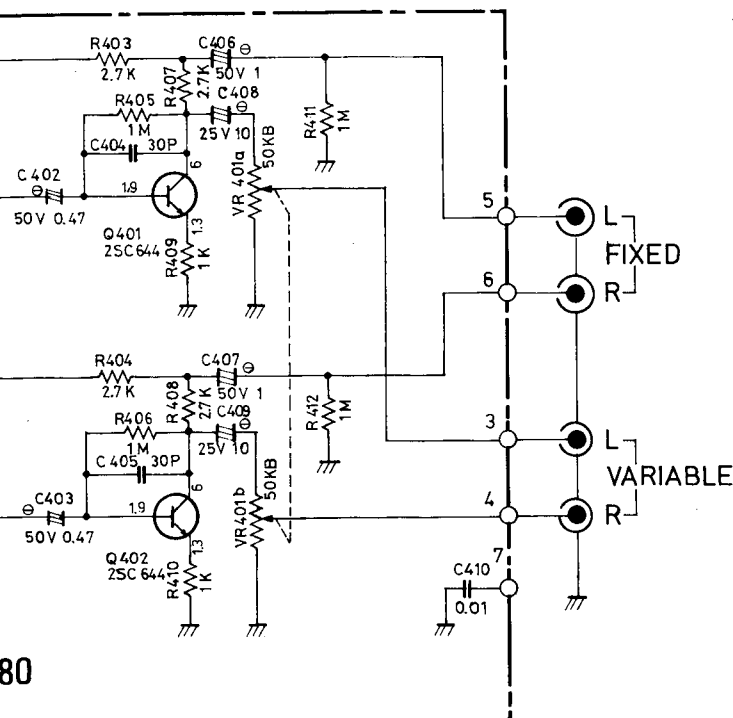 R403
2.7K
R407
2.7K
C406
⊖
50V 1
R405
1M
C408
⊖
25V 10
C404
30P
R411
1M
50KB
VR 401a
C402
⊖
50V 0.47
1.9
6
1.3
Q401
2SC644
R409
1K
5
L
FIXED
6
R
R404
2.7K
R408
2.7K
C407
⊖
50V 1
R406
1M
C409
⊖
25V 10
C405
30P
R412
1M
50KB
VR401b
3
L
VARIABLE
4
R
C403
⊖
50V 0.47
1.9
6
1.3
Q402
2SC644
R410
1K
7
C410
0.01
80